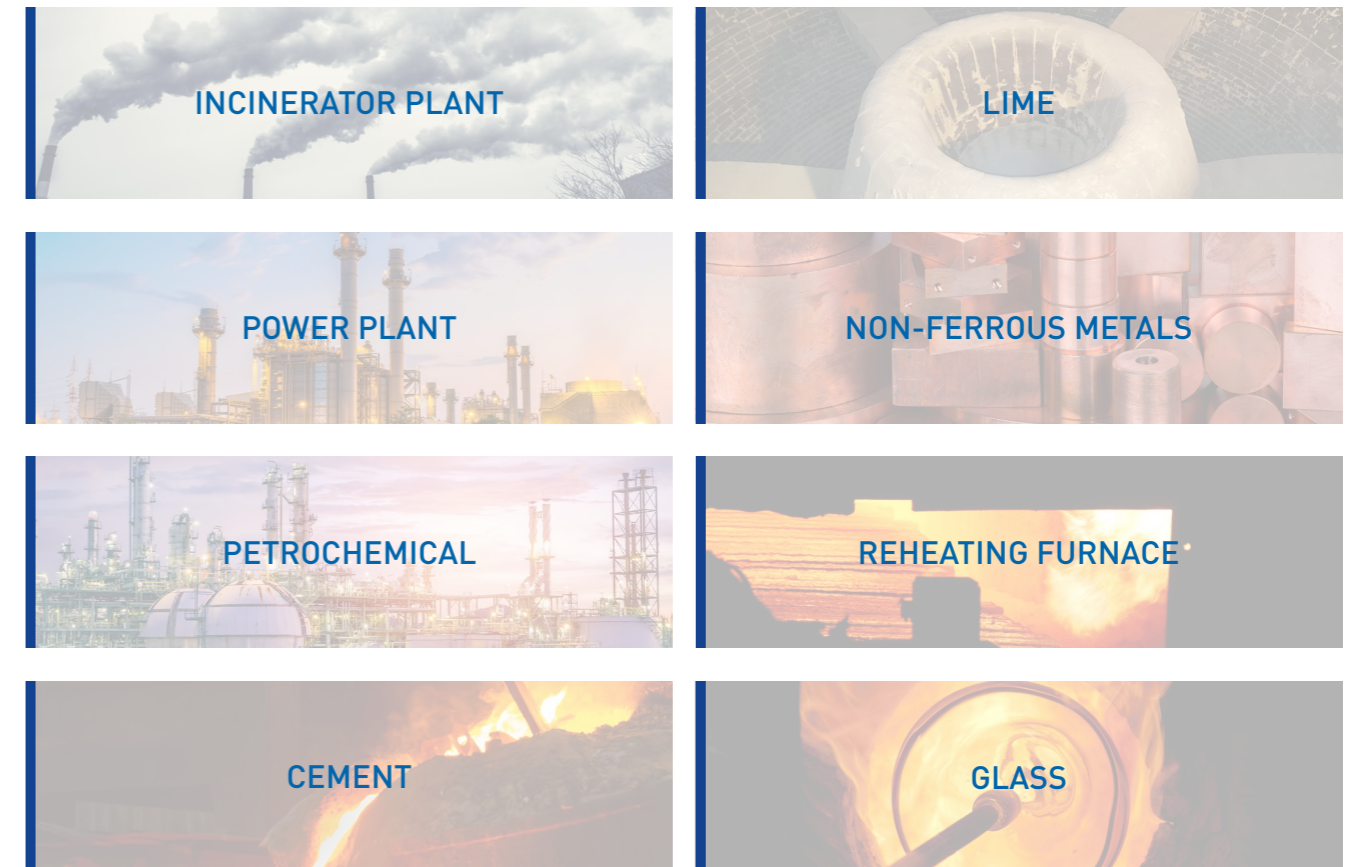 INCINERATOR PLANT
LIME
POWER PLANT
NON-FERROUS METALS
PETROCHEMICAL
REHEATING FURNACE
CEMENT
GLASS